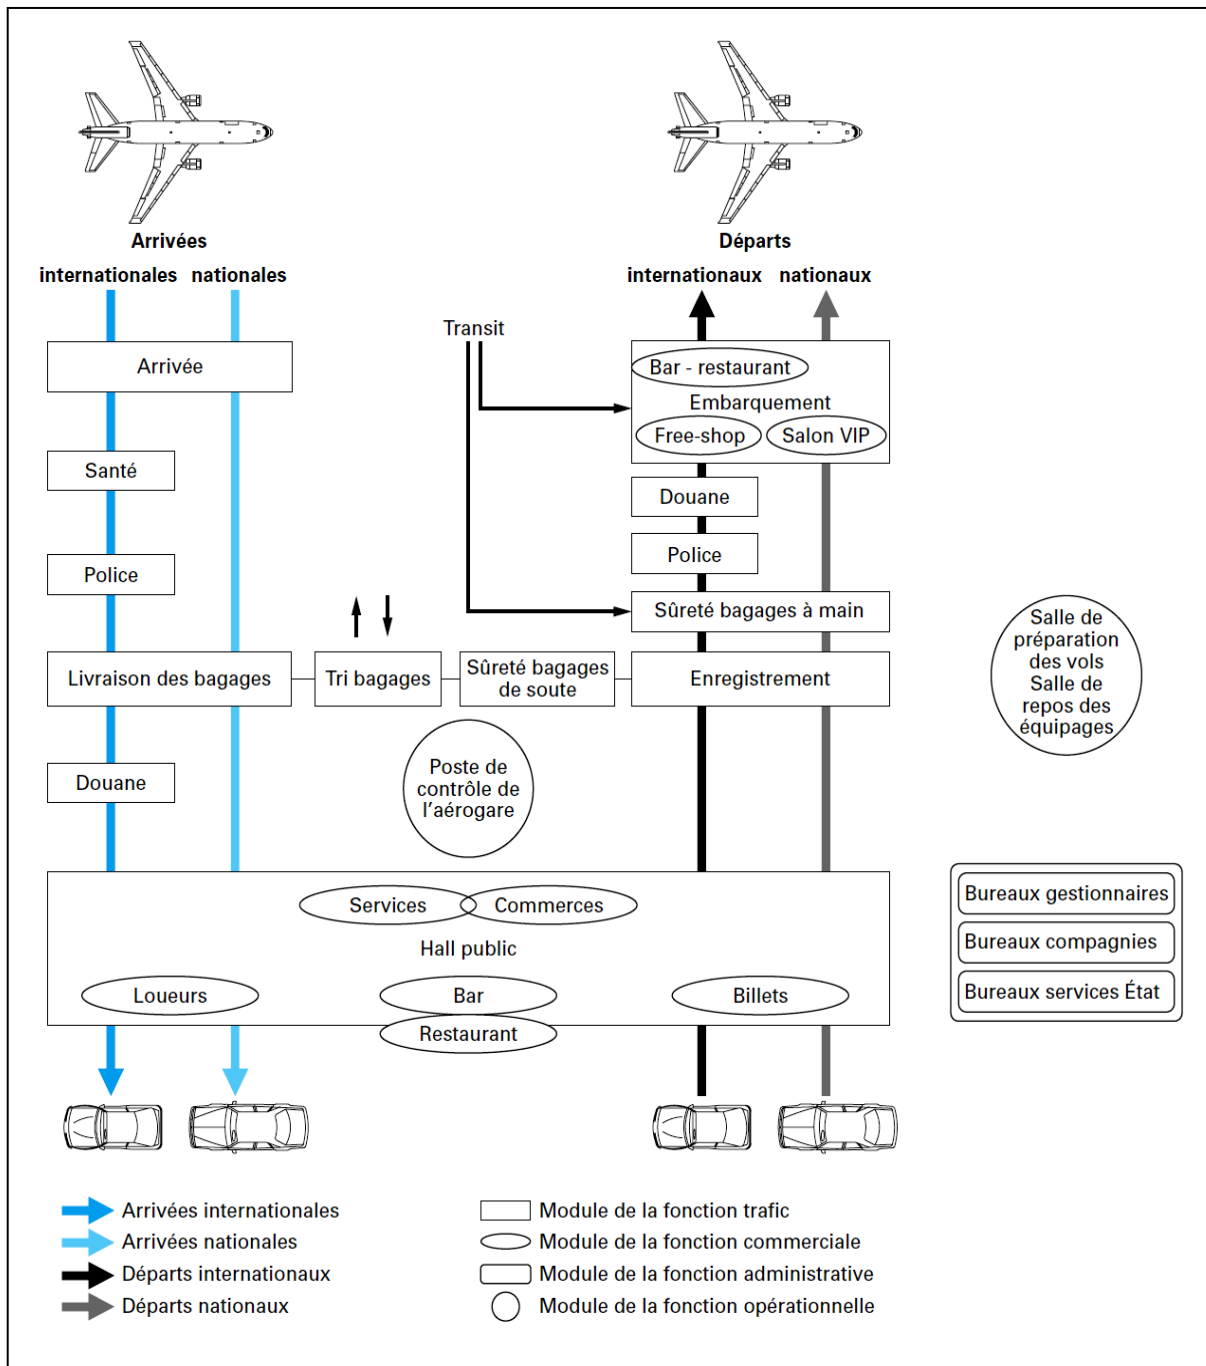 Arrivées
internationales nationales
Départs
internationaux nationaux
Transit
Arrivée
Bar - restaurant
Embarquement
Free-shop
Salon VIP
Santé
Douane
Police
Police
Sûreté bagages à main
Livraison des bagages
Tri bagages
Sûreté bagages
de soute
Enregistrement
Salle de
préparation
des vols
Salle de
repos des
équipages
Douane
Poste de
contrôle de
l'aérogare
Services
Commerces
Hall public
Loueurs
Bar
Billets
Restaurant
Bureaux gestionnaires
Bureaux compagnies
Bureaux services État
Arrivées internationales
Arrivées nationales
Départs internationaux
Départs nationaux
Module de la fonction trafic
Module de la fonction commerciale
Module de la fonction administrative
Module de la fonction opérationnelle